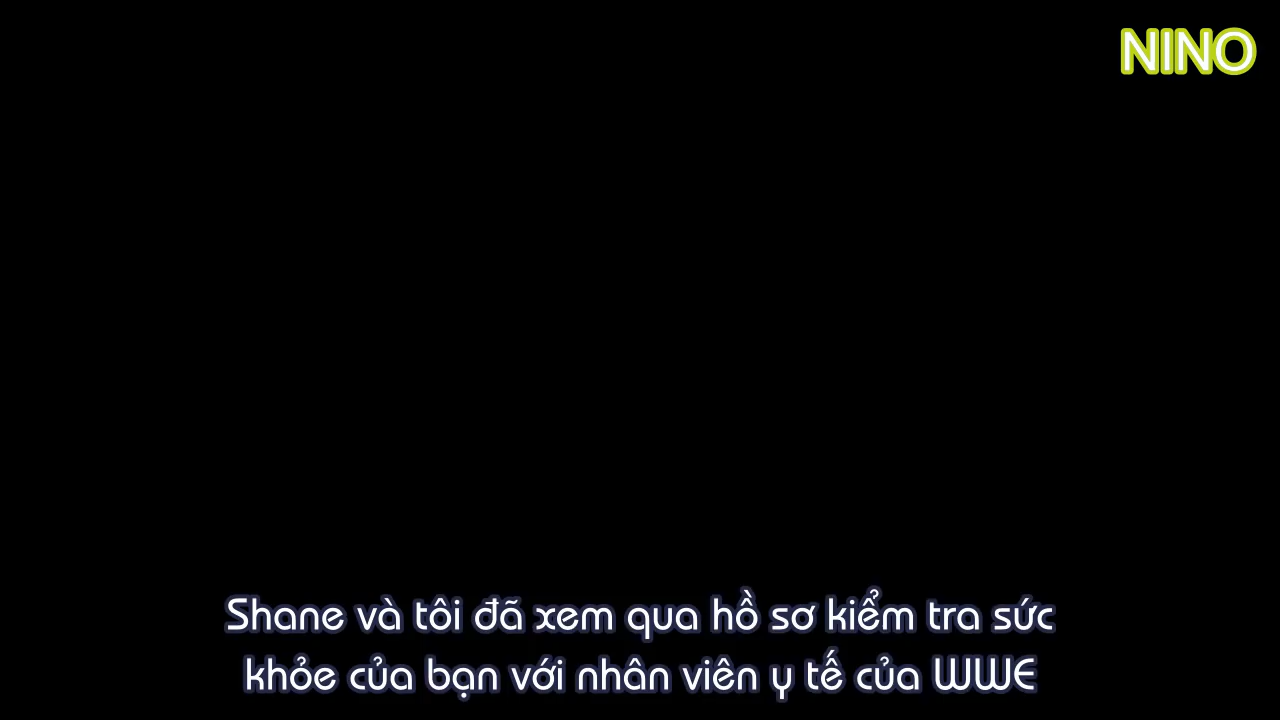 NINO
Shane và tôi đã xem qua hồ sơ kiểm tra sức
khỏe của bạn với nhân viên y tế của WWE